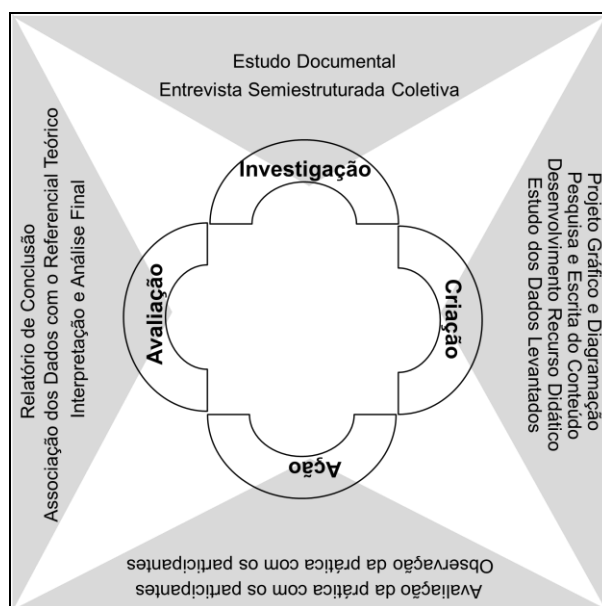 Estudo Documental
Entrevista Semiestruturada Coletiva
Investigação
Projeto Gráfico e Diagramação
Pesquisa e Escrita do Conteúdo
Desenvolvimento Recurso Didático
Estudo dos Dados Levantados
Criação
Ação
Avaliação da prática com os participantes
Observação da prática com os participantes
Relatório de Conclusão
Associação dos Dados com o Referencial Teórico
Interpretação e Análise Final
Avaliação